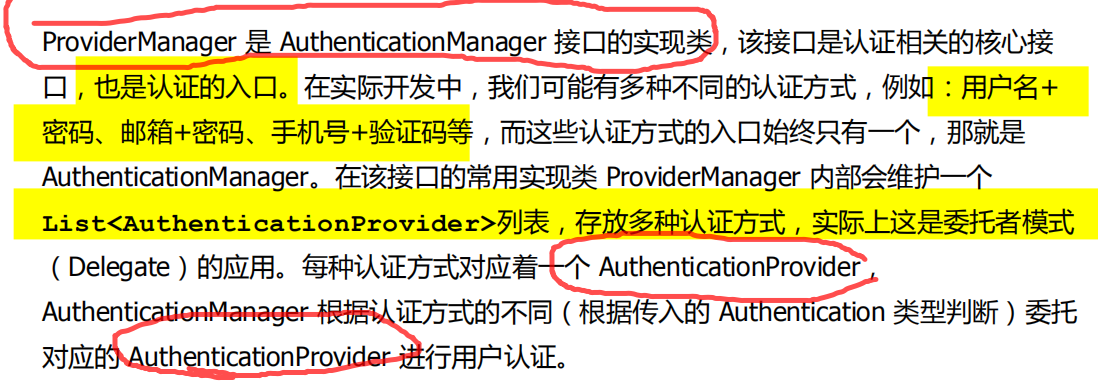 ProviderManager 是 AuthenticationManager 接口的实现类，该接口是认证相关的核心接
口，也是认证的入口。在实际开发中，我们可能有多种不同的认证方式，例如：用户名+
密码、邮箱+密码、手机号+验证码等，而这些认证方式的入口始终只有一个，那就是
AuthenticationManager。在该接口的常用实现类 ProviderManager 内部会维护一个
List<AuthenticationProvider>列表，存放多种认证方式，实际上这是委托者模式
（Delegate）的应用。每种认证方式对应着一个 AuthenticationProvider，
AuthenticationManager 根据认证方式的不同（根据传入的 Authentication 类型判断）委托
对应的 AuthenticationProvider 进行用户认证。